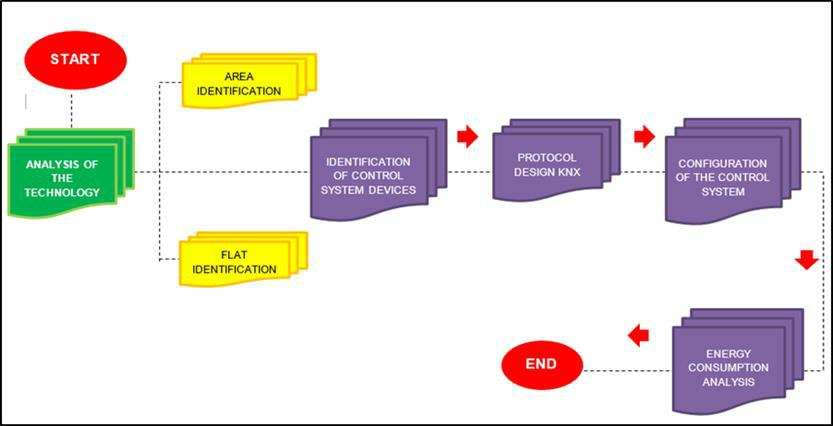 START
AREA
IDENTIFICATION
ANALYSIS OF
THE
TECHNOLOGY
IDENTIFICATION
OF CONTROL
SYSTEM DEVICES
PROTOCOL
DESIGN KNX
CONFIGURATION
OF THE CONTROL
SYSTEM
FLAT
IDENTIFICATION
END
ENERGY
CONSUMPTION
ANALYSIS